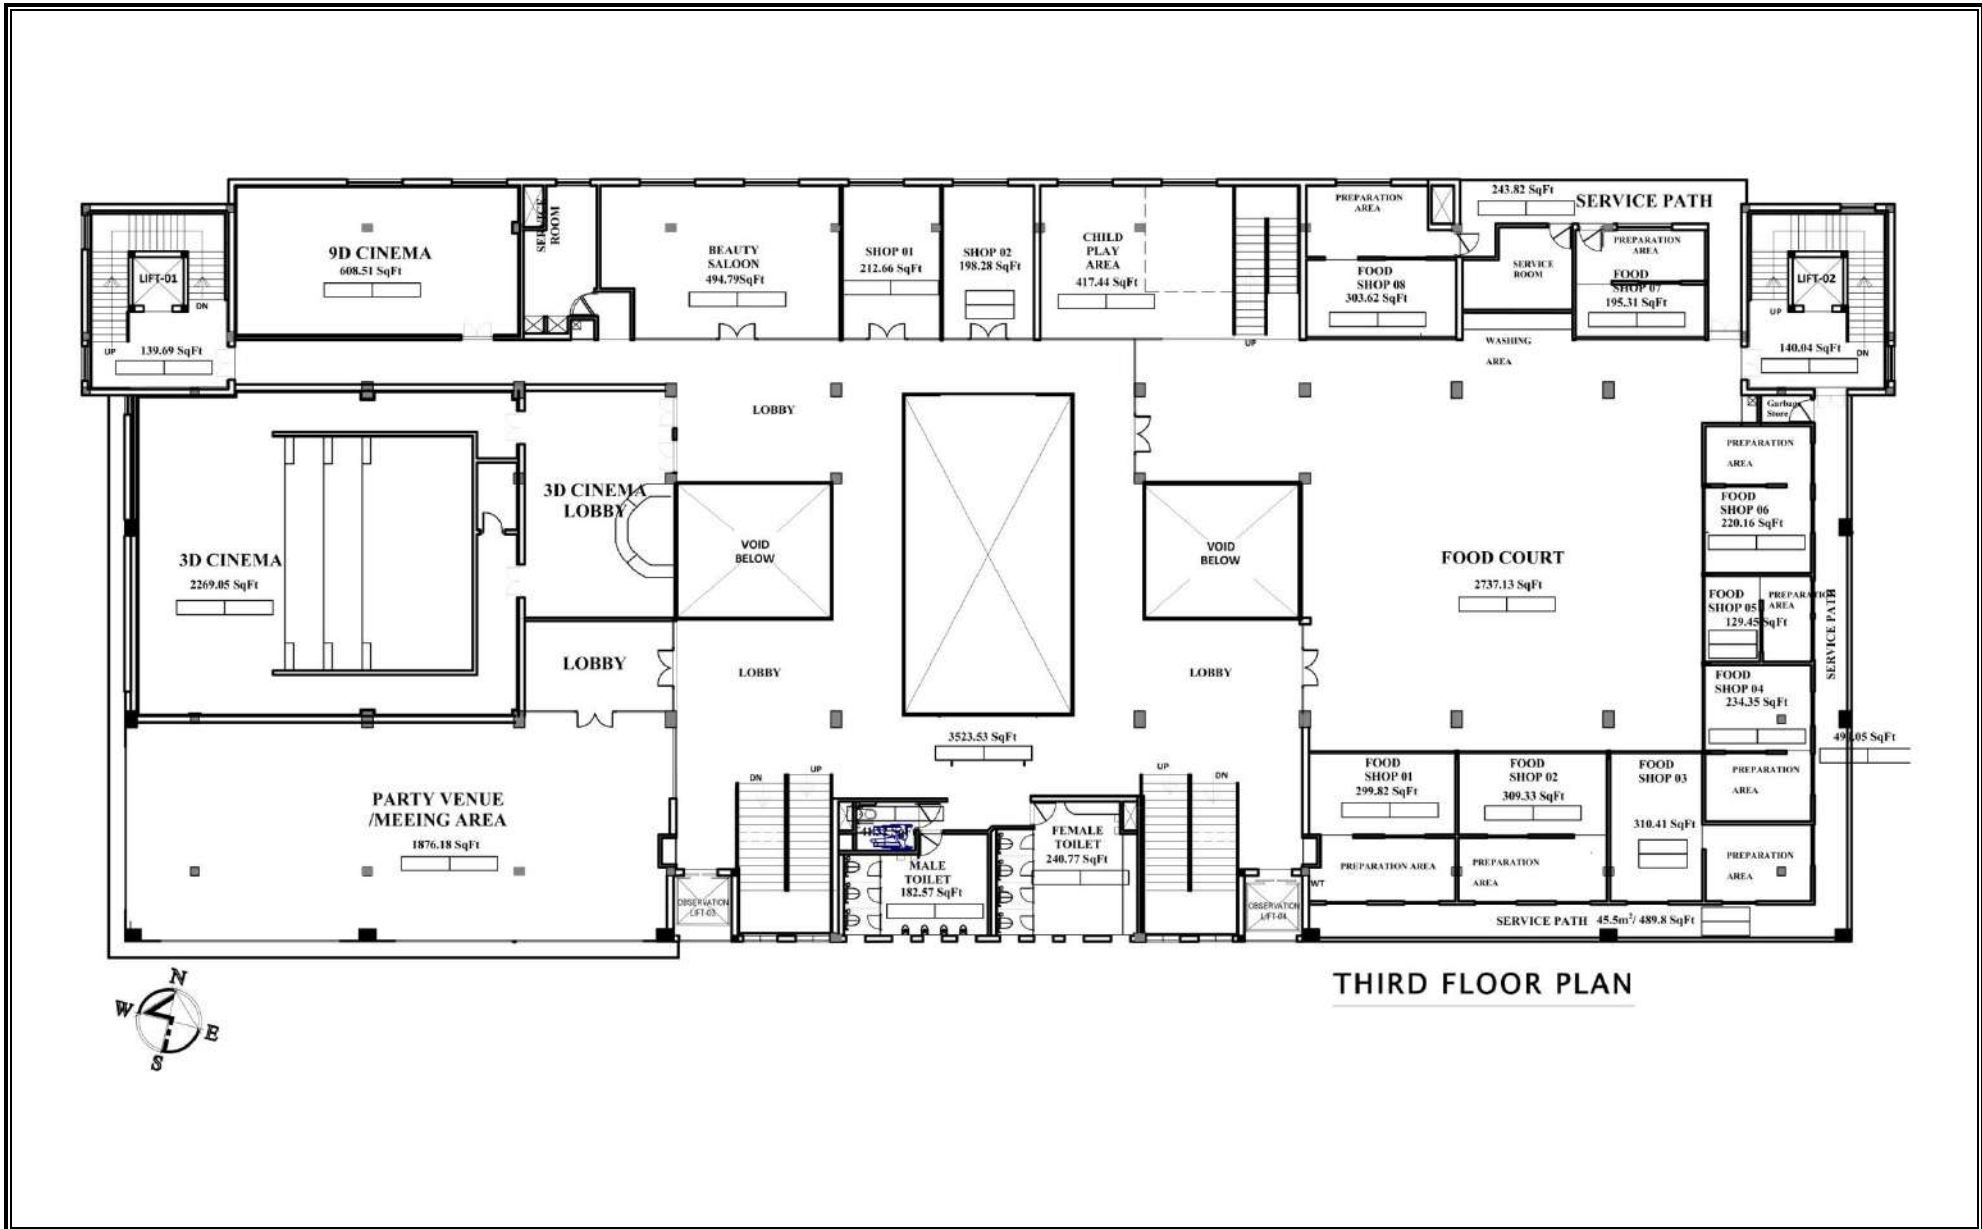 243.82 SqFt
SERVICE PATH
PREPARATION
AREA
SERVICE
ROOM
PREPARATION
AREA
9D CINEMA
608.51 SqFt
BEAUTY
SALOON
494.79SqFt
SHOP 01
212.66 SqFt
SHOP 02
198.28 SqFt
CHILD
PLAY
AREA
417.44 SqFt
FOOD
SHOP 08
303.62 SqFt
SERVICE
ROOM
FOOD
SHOP 07
195.31 SqFt
LIFT-01
DN
UP
139.69 SqFt
LIFT-02
UP
DN
140.04 SqFt
UP
WASHING
AREA
LOBBY
Garbage
Store
PREPARATION
AREA
3D CINEMA
LOBBY
FOOD
SHOP 06
220.16 SqFt
3D CINEMA
2269.05 SqFt
VOID
BELOW
VOID
BELOW
FOOD COURT
2737.13 SqFt
FOOD
SHOP 05
129.45 SqFt
PREPARATION
AREA
SERVICE PATH
LOBBY
LOBBY
LOBBY
FOOD
SHOP 04
234.35 SqFt
3523.53 SqFt
PREPARATION
AREA
DN
UP
UP
DN
FOOD
SHOP 01
299.82 SqFt
FOOD
SHOP 02
309.33 SqFt
FOOD
SHOP 03
310.41 SqFt
PARTY VENUE
/MEEING AREA
1876.18 SqFt
MALE
TOILET
182.57 SqFt
FEMALE
TOILET
240.77 SqFt
PREPARATION AREA
PREPARATION
AREA
PREPARATION
AREA
WT
OBSERVATION
LIFT-03
OBSERVATION
LIFT-04
SERVICE PATH 45.5m²/ 489.8 SqFt
THIRD FLOOR PLAN
N
W
E
S